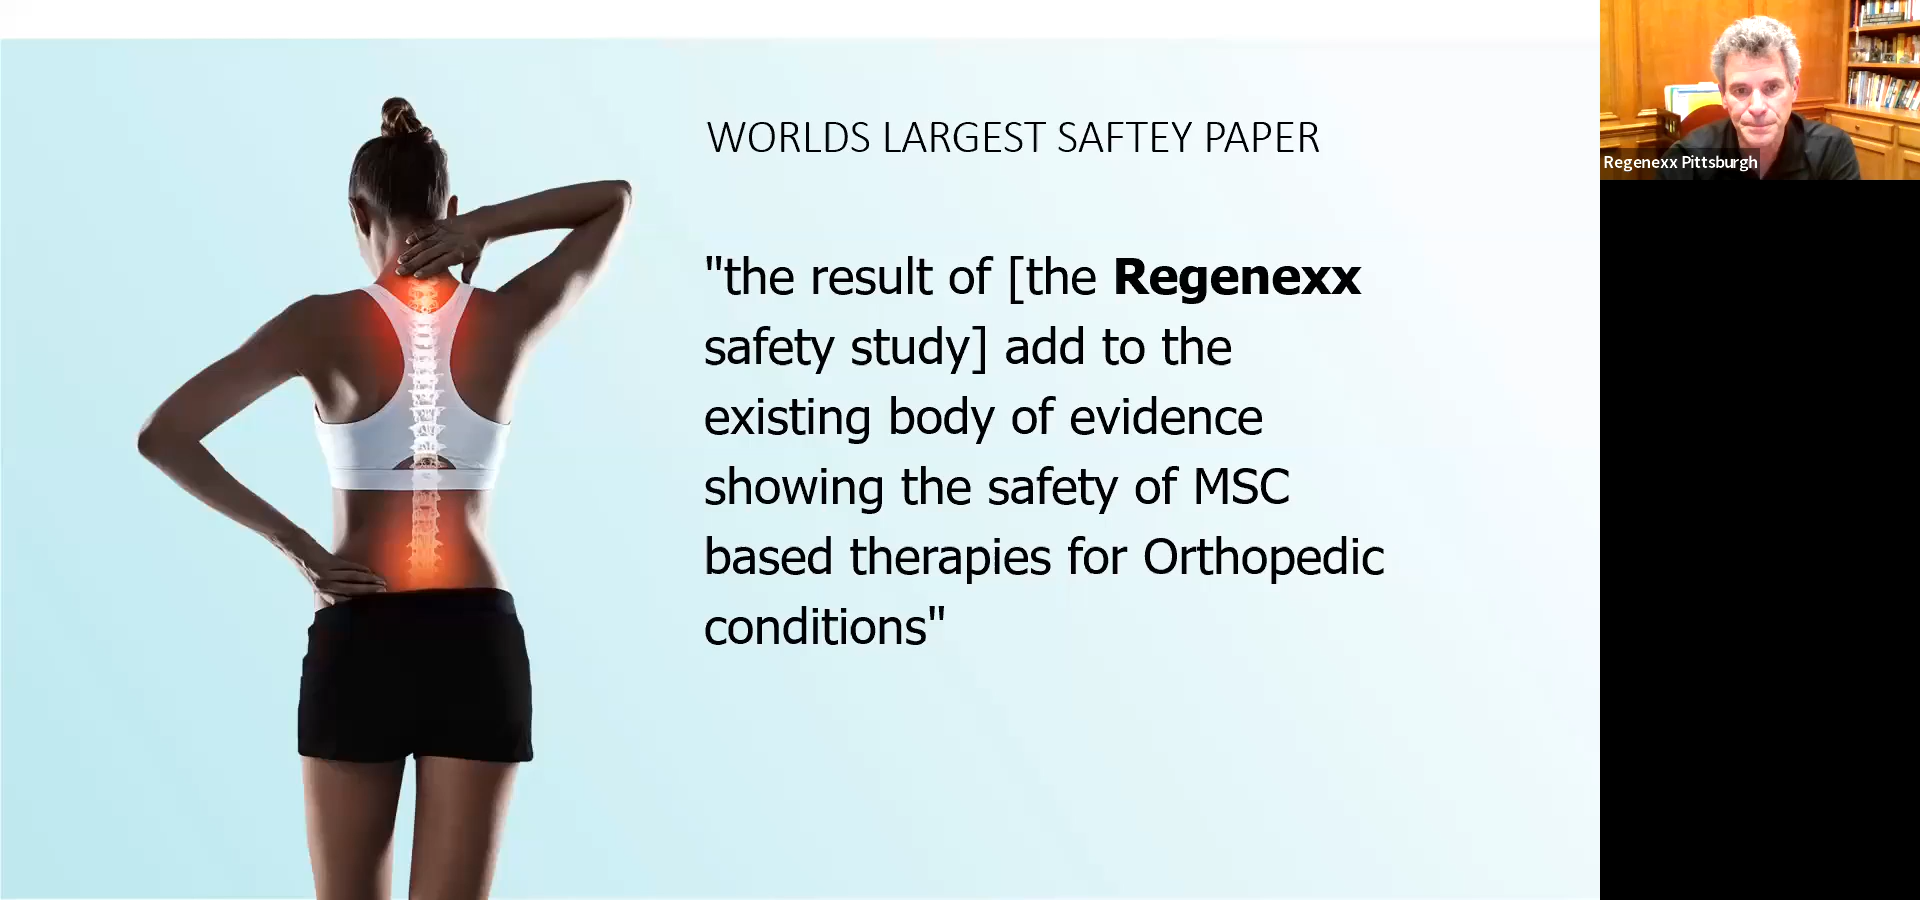 WORLDS LARGEST SAFTEY PAPER
"the result of [the Regenexx
safety study] add to the
existing body of evidence
showing the safety of MSC
based therapies for Orthopedic
conditions"
Regenexx Pittsburgh